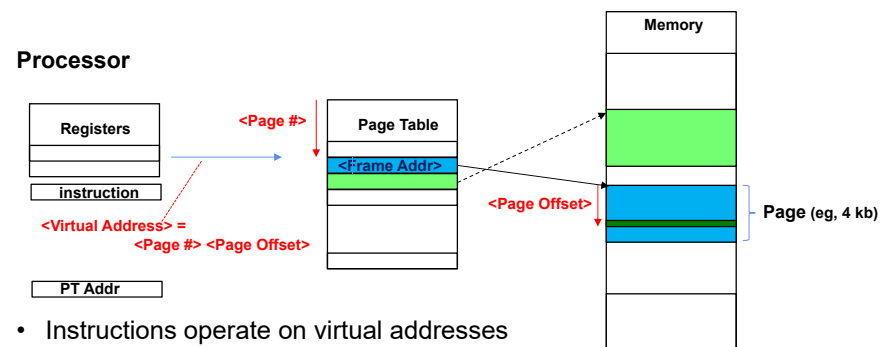 Memory
Processor
<Page #>
Page Table
Registers
<Frame Addr>
instruction
<Page Offset>
Page (eg, 4 kb)
<Virtual Address> =
<Page #> <Page Offset>
PT Addr
• Instructions operate on virtual addresses